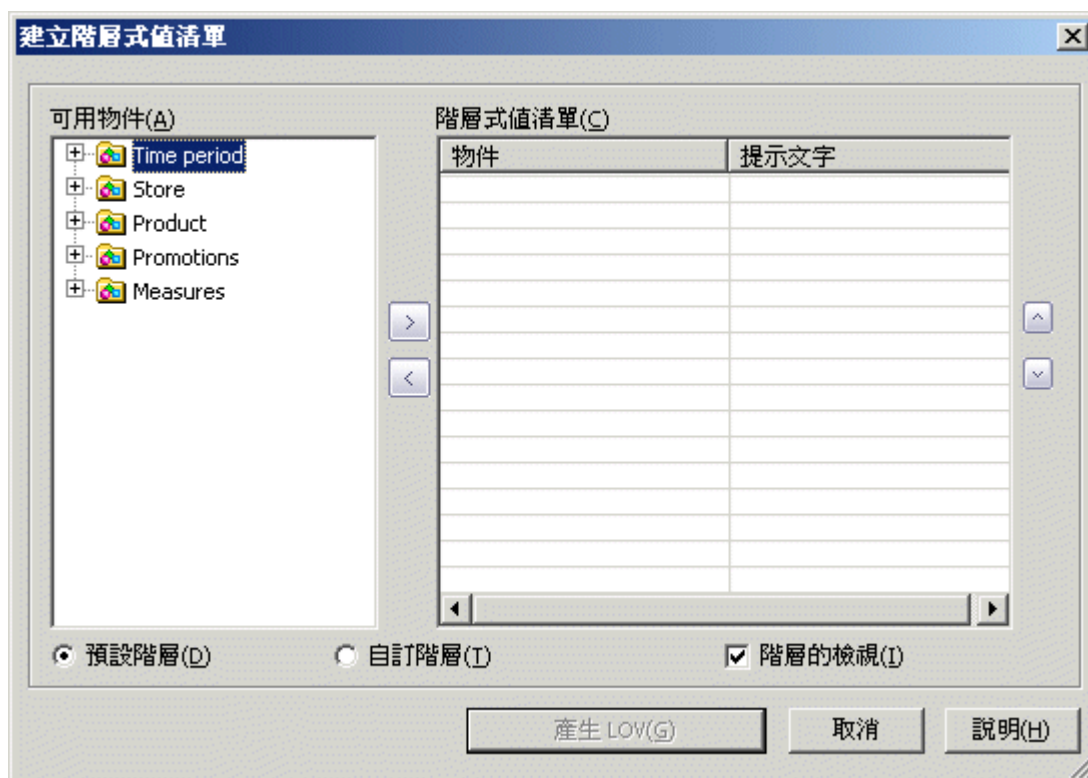 建立階層式值清單
可用物件(A)
Time period
Store
Product
Promotions
Measures
階層式值清單(C)
物件 提示文字
預設階層(D) 自訂階層(T) 階層的檢視(I)
產生 LOV(G) 取消 說明(H)